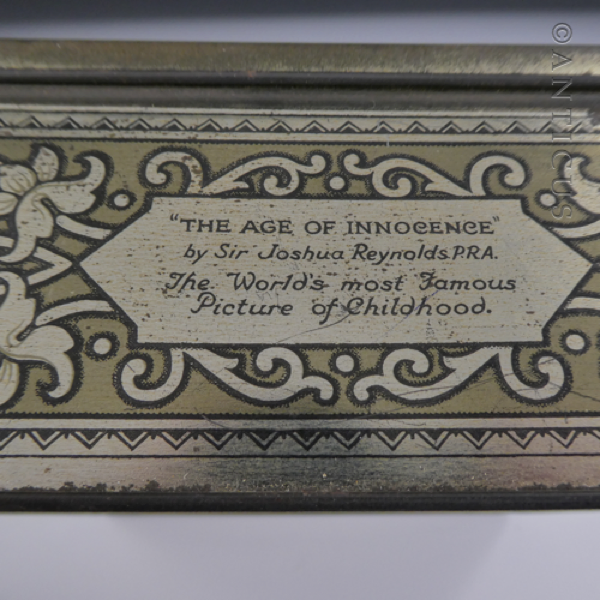 "THE AGE OF INNOCENCE"
by Sir Joshua Reynolds P.R.A.
The World's most Famous
Picture of Childhood.
©ANTICUS